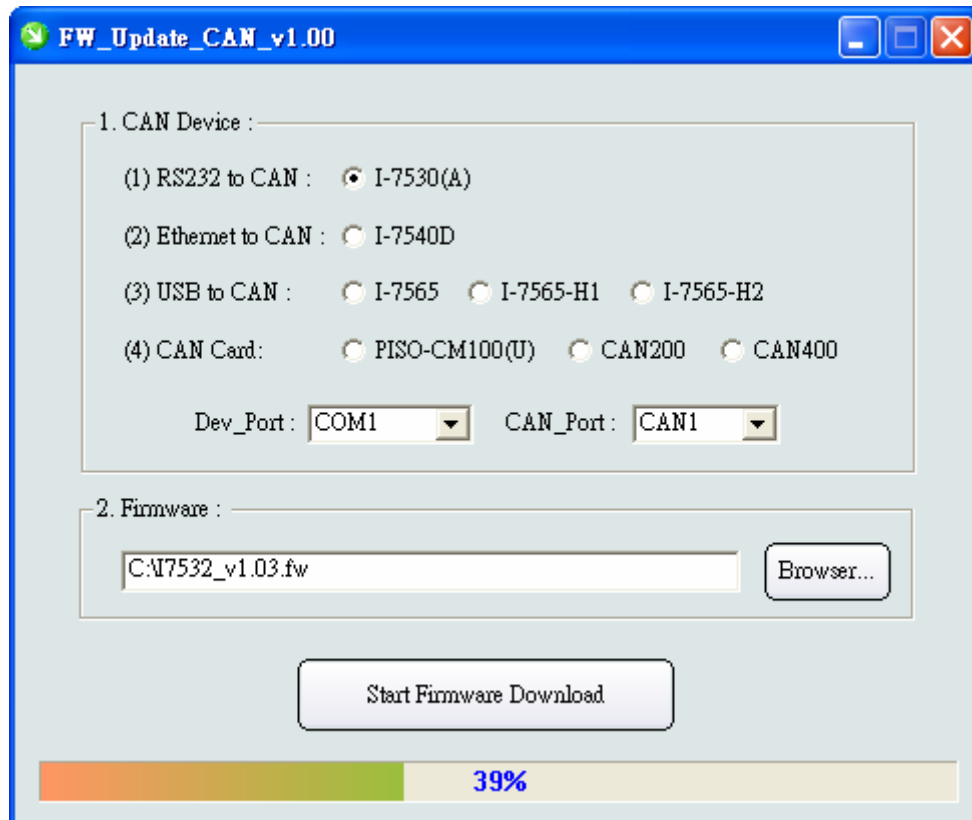 FW_Update_CAN_v1.00
1. CAN Device :
(1) RS232 to CAN : I-7530(A)
(2) Ethernet to CAN : I-7540D
(3) USB to CAN : I-7565 I-7565-H1 I-7565-H2
(4) CAN Card: PISO-CM100(U) CAN200 CAN400
Dev_Port : COM1 CAN_Port : CAN1
2. Firmware :
C:\I7532_v1.03.fw Browser...
Start Firmware Download
39%